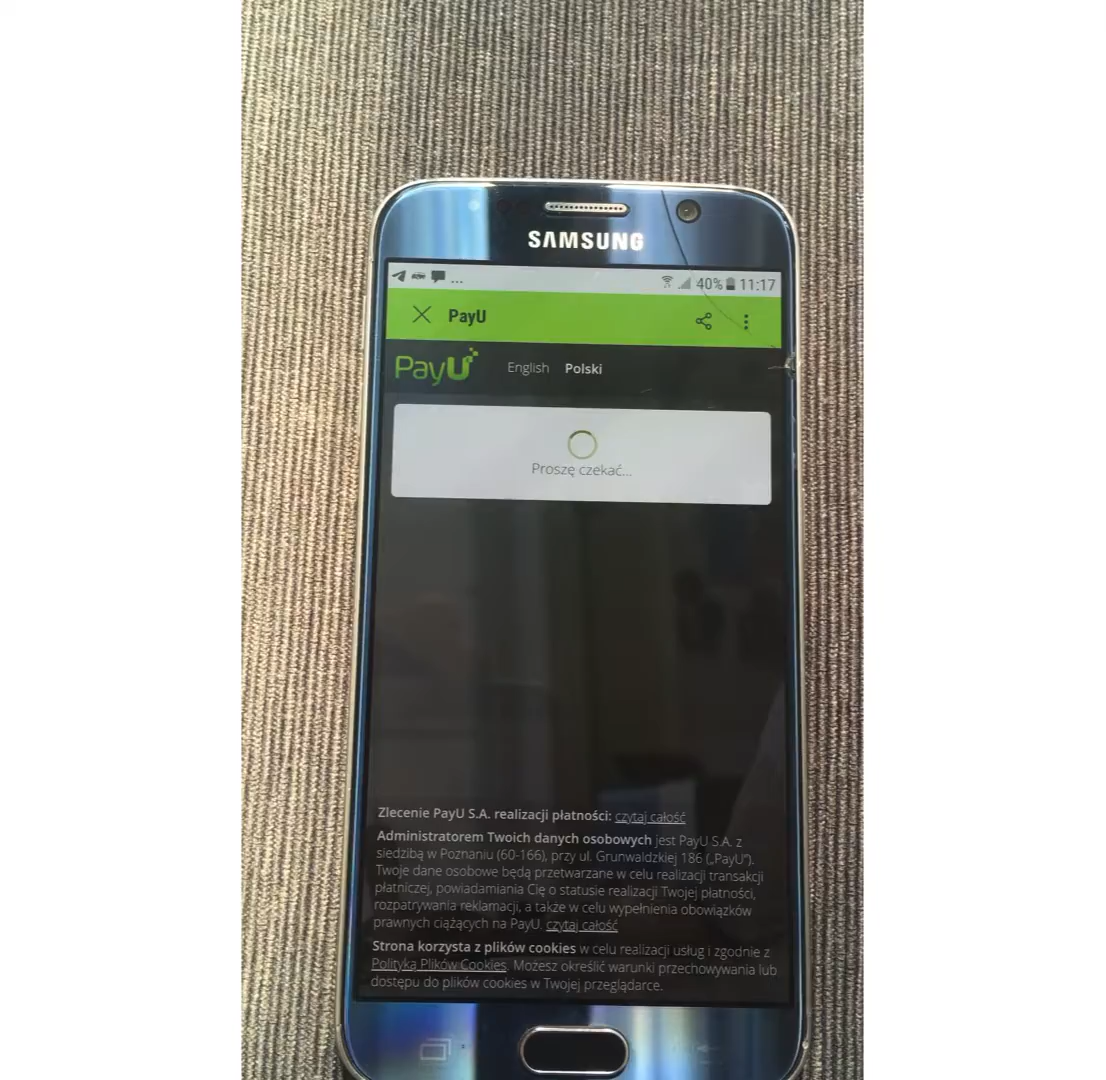 SAMSUNG
... 40% 11:17
PayU
PayU English Polski
Proszę czekać...
Zlecenie PayU S.A. realizacji płatności: czytaj całość
Administratorem Twoich danych osobowych jest PayU S.A. z
siedzibą w Poznaniu (60-166), przy ul. Grunwaldzkiej 186 („PayU”).
Twoje dane osobowe będą przetwarzane w celu realizacji transakcji
płatniczej, powiadamiania Cię o statusie realizacji Twojej płatności,
rozpatrywania reklamacji, a także w celu wypełnienia obowiązków
prawnych ciążących na PayU. czytaj całość
Strona korzysta z plików cookies w celu realizacji usług i zgodnie z
Polityką Plików Cookies. Możesz określić warunki przechowywania lub
dostępu do plików cookies w Twojej przeglądarce.